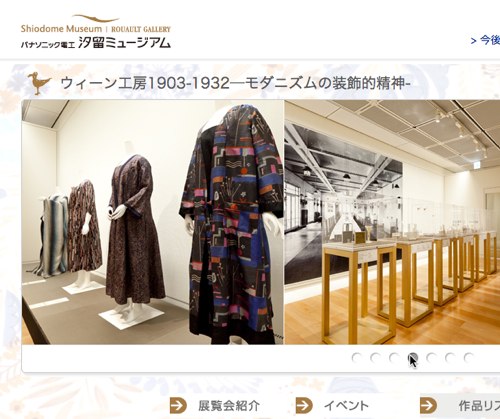 Shiodome Museum | ROUAULT GALLERY
パナソニック電工 汐留ミュージアム
> 今後
ウィーン工房1903-1932―モダニズムの装飾的精神-
展覧会紹介
イベント
作品リス